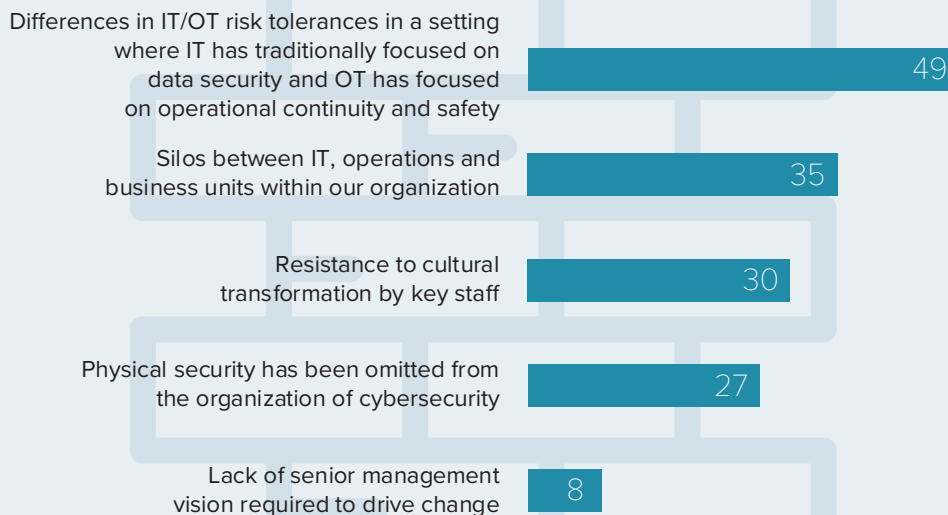 Differences in IT/OT risk tolerances in a setting
where IT has traditionally focused on
data security and OT has focused
on operational continuity and safety
49
Silos between IT, operations and
business units within our organization
35
Resistance to cultural
transformation by key staff
30
Physical security has been omitted from
the organization of cybersecurity
27
Lack of senior management
vision required to drive change
8